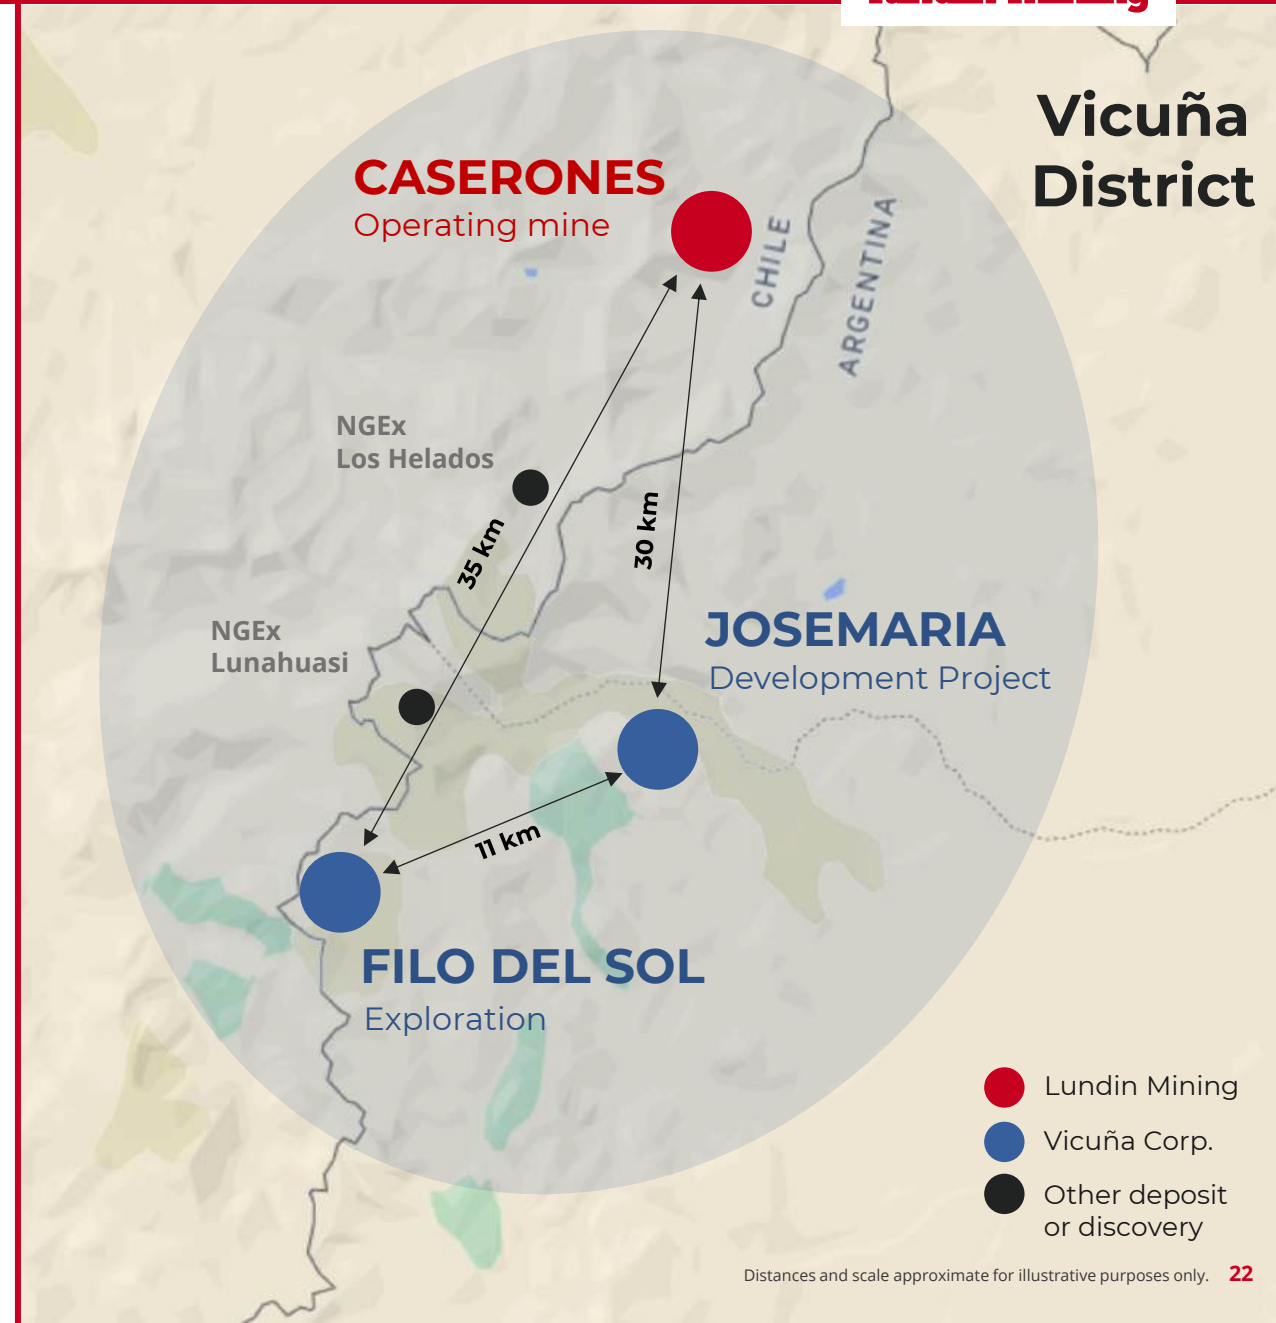 Vicuña
District
CASERONES
Operating mine
CHILE
ARGENTINA
NGEx
Los Helados
35 km
30 km
NGEx
Lunahuasi
JOSEMARIA
Development Project
11 km
FILO DEL SOL
Exploration
Lundin Mining
Vicuña Corp.
Other deposit
or discovery
Distances and scale approximate for illustrative purposes only. 22